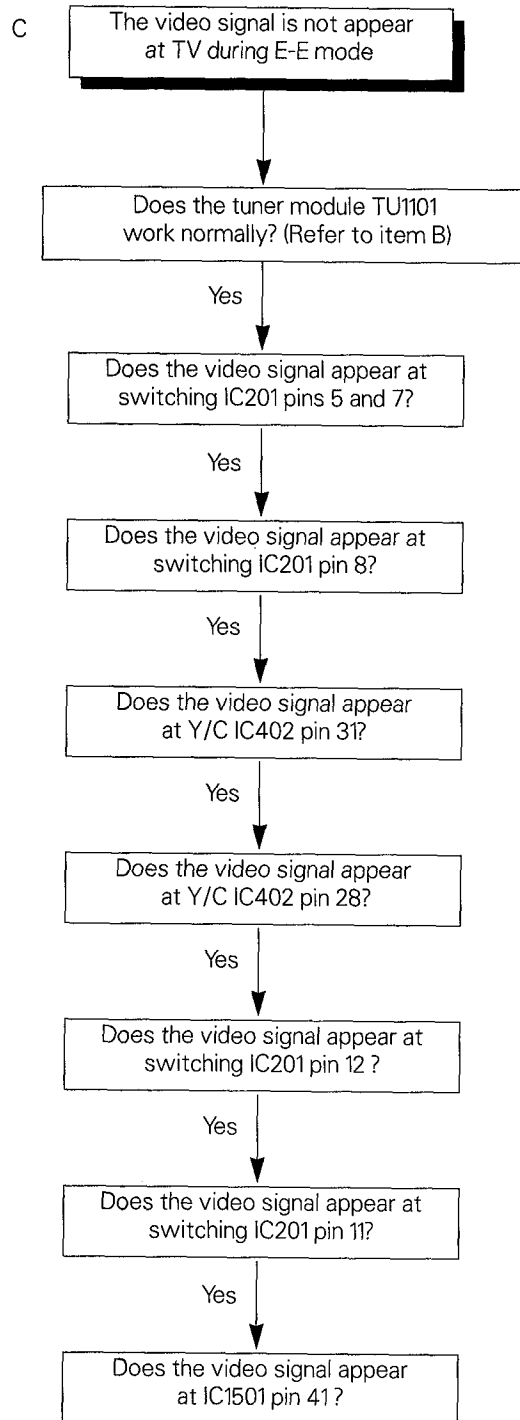 C
The video signal is not appear
at TV during E-E mode
Does the tuner module TU1101
work normally? (Refer to item B)
Yes
Does the video signal appear at
switching IC201 pins 5 and 7?
Yes
Does the video signal appear at
switching IC201 pin 8?
Yes
Does the video signal appear
at Y/C IC402 pin 31?
Yes
Does the video signal appear
at Y/C IC402 pin 28?
Yes
Does the video signal appear at
switching IC201 pin 12 ?
Yes
Does the video signal appear at
switching IC201 pin 11?
Yes
Does the video signal appear
at IC1501 pin 41 ?